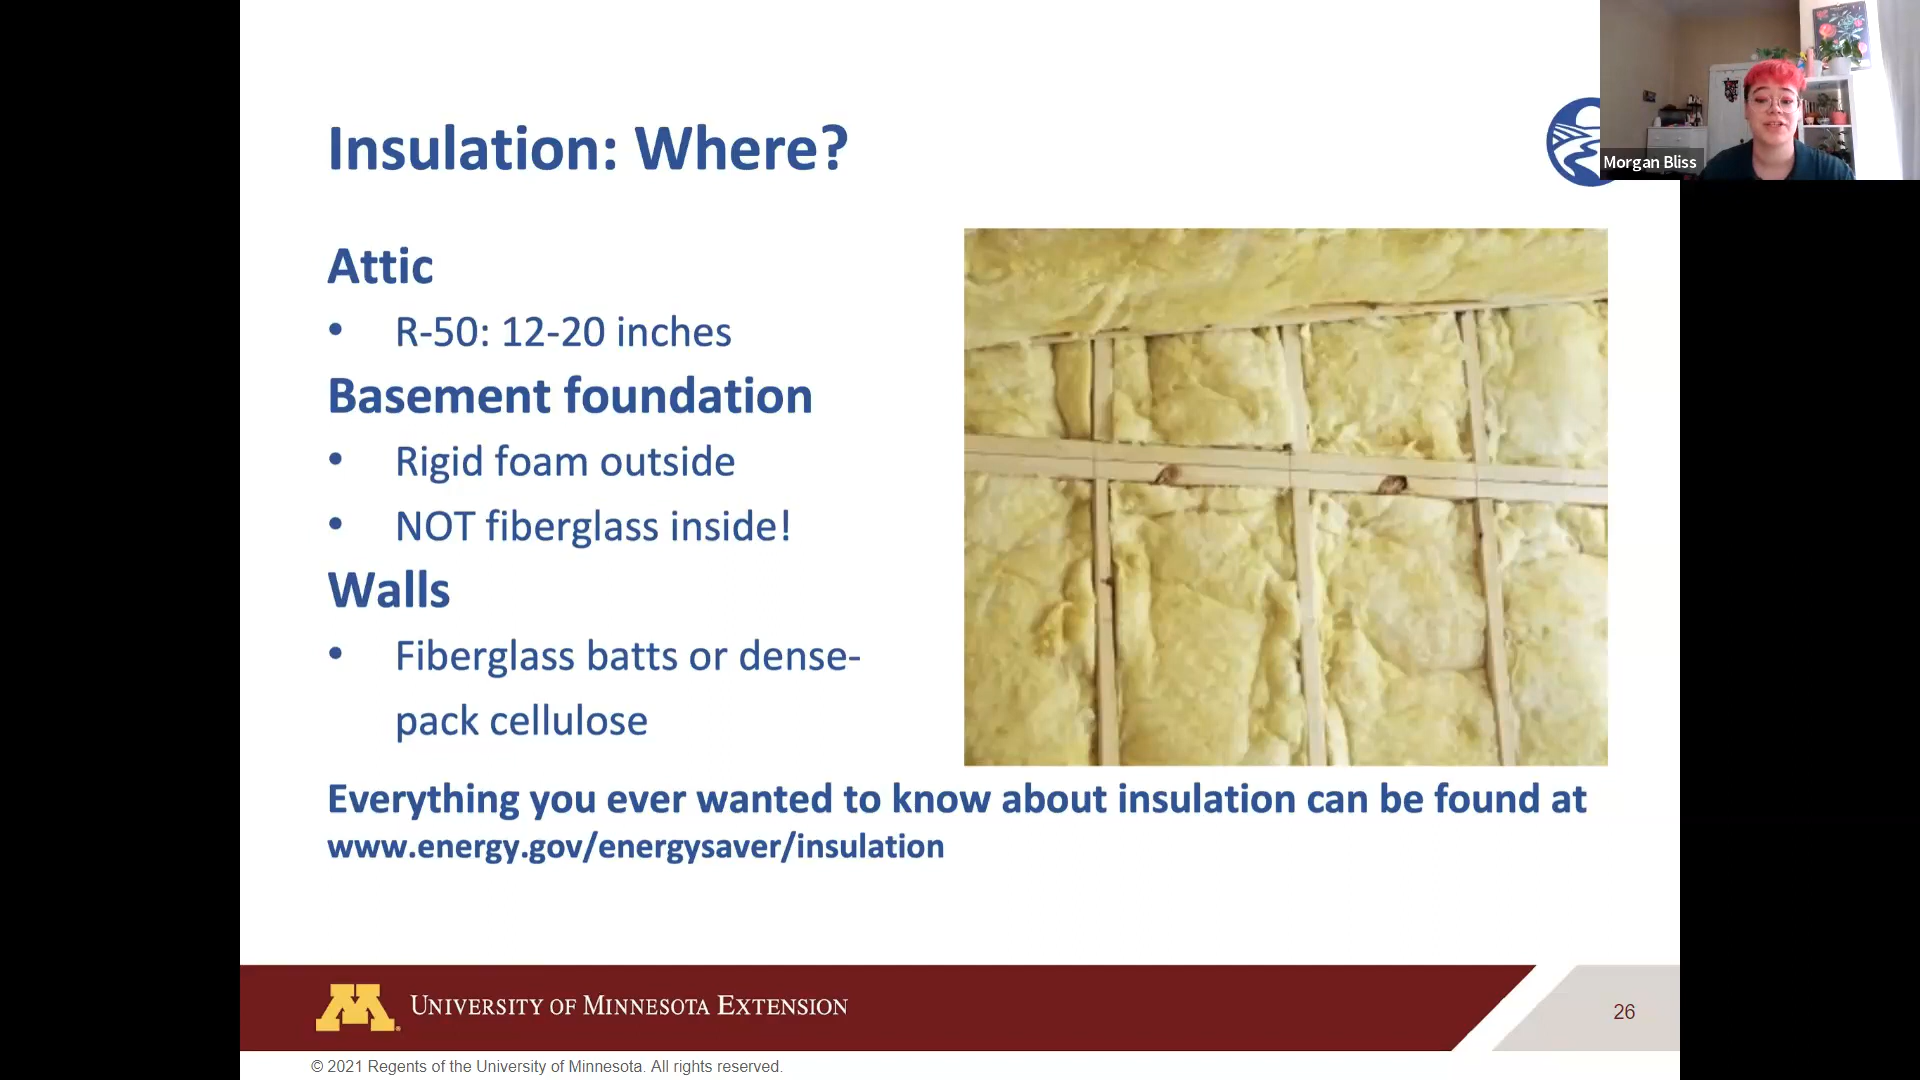 Insulation: Where?
Morgan Bliss
Attic
• R-50: 12-20 inches
Basement foundation
• Rigid foam outside
• NOT fiberglass inside!
Walls
• Fiberglass batts or dense-
pack cellulose
Everything you ever wanted to know about insulation can be found at
www.energy.gov/energysaver/insulation
M
UNIVERSITY OF MINNESOTA EXTENSION
26
© 2021 Regents of the University of Minnesota. All rights reserved.